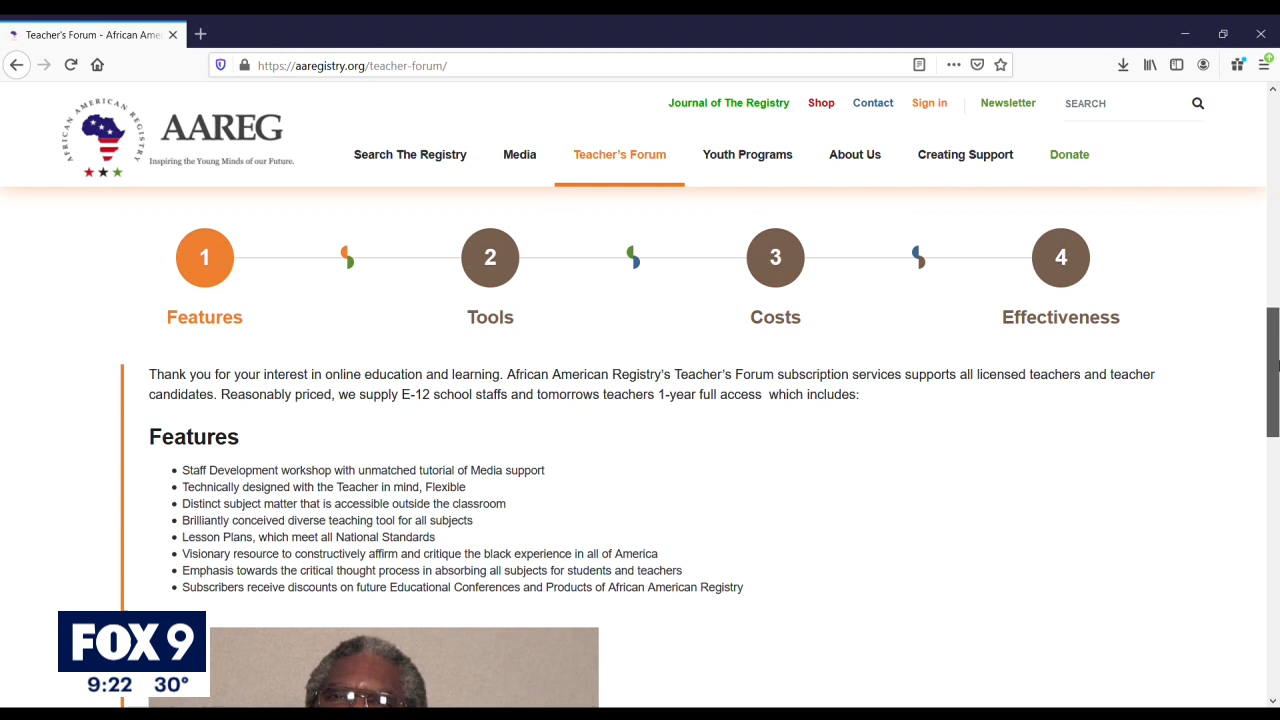 Teacher's Forum - African Ame
https://aaregistry.org/teacher-forum/
AFRICAN AMERICAN REGISTRY
AAREG
Inspiring the Young Minds of our Future.
Journal of The Registry Shop Contact Sign in Newsletter SEARCH
Search The Registry Media Teacher's Forum Youth Programs About Us Creating Support Donate
1 2 3 4
Features Tools Costs Effectiveness
Thank you for your interest in online education and learning. African American Registry's Teacher's Forum subscription services supports all licensed teachers and teacher
candidates. Reasonably priced, we supply E-12 school staffs and tomorrows teachers 1-year full access which includes:
Features
• Staff Development workshop with unmatched tutorial of Media support
• Technically designed with the Teacher in mind, Flexible
• Distinct subject matter that is accessible outside the classroom
• Brilliantly conceived diverse teaching tool for all subjects
• Lesson Plans, which meet all National Standards
• Visionary resource to constructively affirm and critique the black experience in all of America
• Emphasis towards the critical thought process in absorbing all subjects for students and teachers
• Subscribers receive discounts on future Educational Conferences and Products of African American Registry
FOX 9
9:22 30°